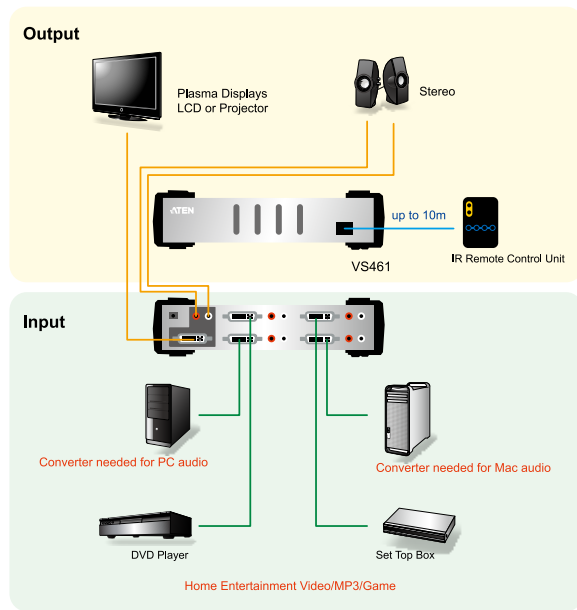 Output
Plasma Displays
LCD or Projector
Stereo
ATEN
up to 10m
VS461
IR Remote Control Unit
Input
Converter needed for PC audio
Converter needed for Mac audio
DVD Player
Set Top Box
Home Entertainment Video/MP3/Game